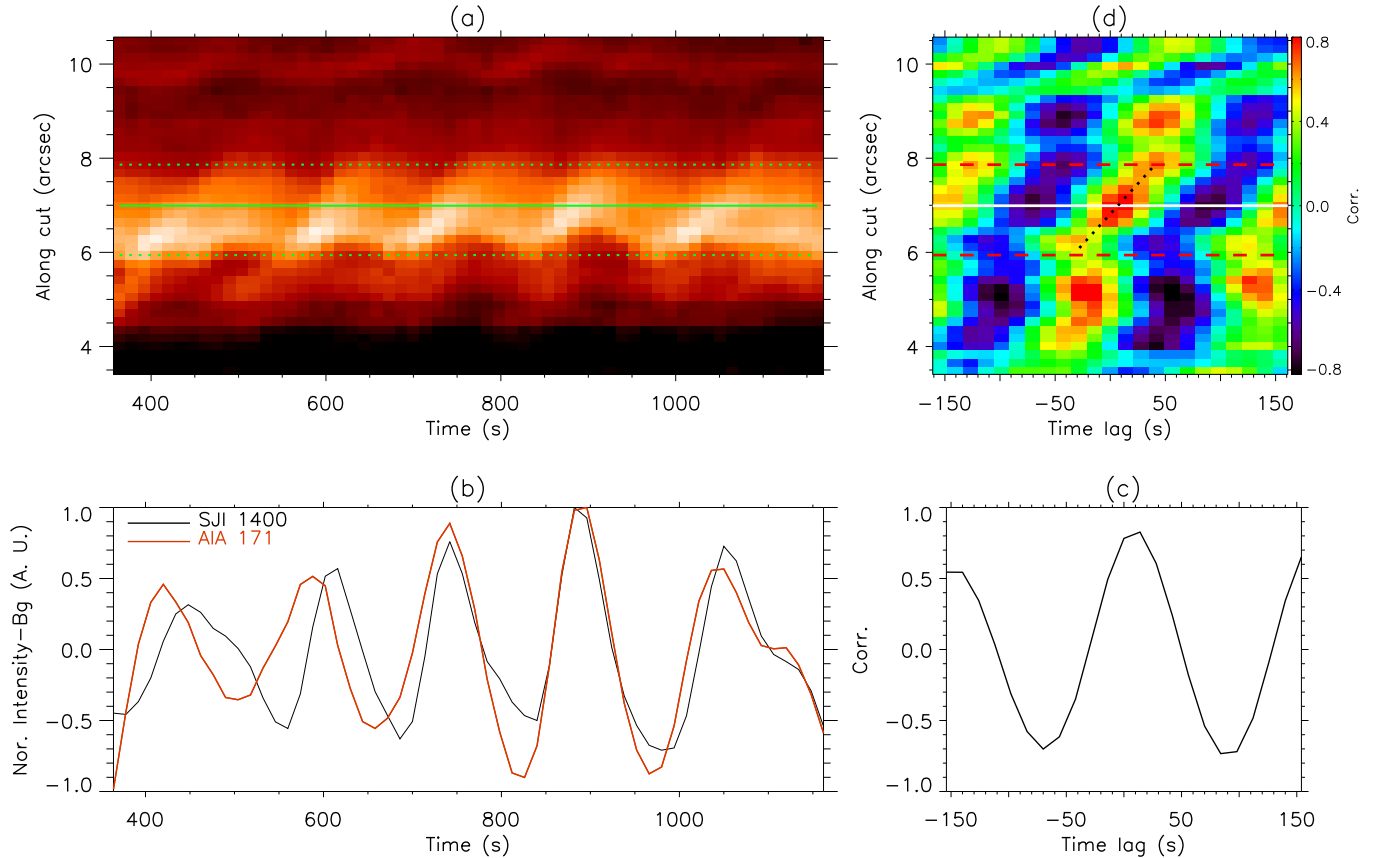 (a)
10
8
6
4
Along cut (arcsec)
400 600 800 1000
Time (s)
(d)
10
8
6
4
Along cut (arcsec)
−150 −50 50 150
Time lag (s)
0.8
0.4
0.0
−0.4
−0.8
Corr.
(b)
SJI 1400
AIA 171
1.0
0.5
0.0
−0.5
−1.0
Nor. Intensity−Bg (A. U.)
400 600 800 1000
Time (s)
(c)
1.0
0.5
0.0
−0.5
−1.0
Corr.
−150 −50 50 150
Time lag (s)